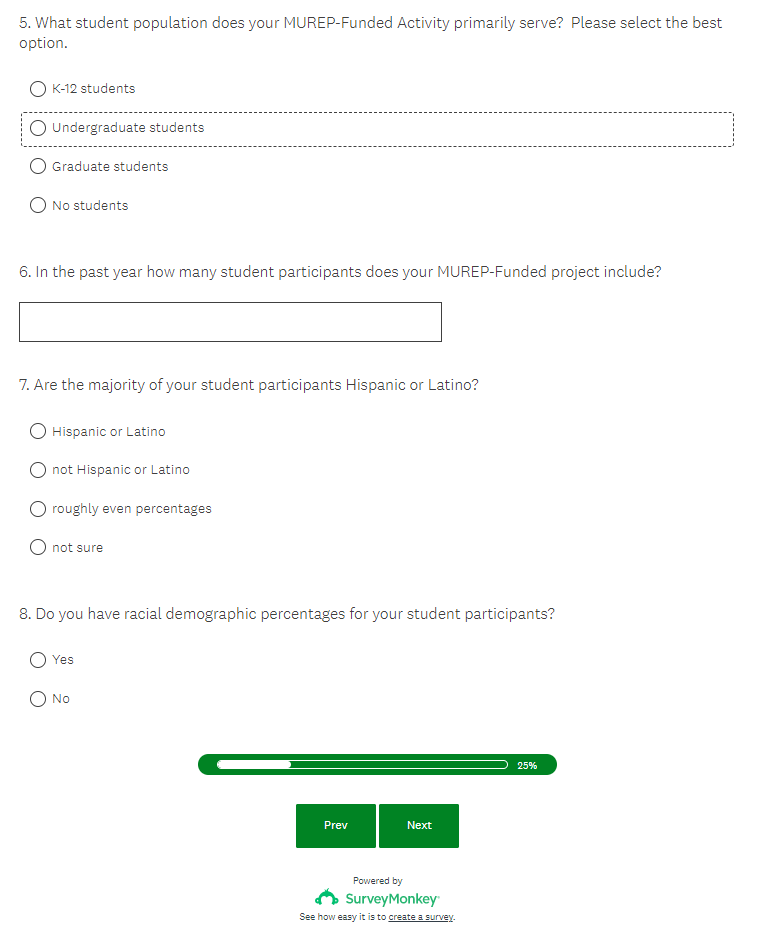 5. What student population does your MUREP-Funded Activity primarily serve?  Please select the best
option.
K-12 students
Undergraduate students
Graduate students
No students
6. In the past year how many student participants does your MUREP-Funded project include?
7. Are the majority of your student participants Hispanic or Latino?
Hispanic or Latino
not Hispanic or Latino
roughly even percentages
not sure
8. Do you have racial demographic percentages for your student participants?
Yes
No
25%
Prev Next
Powered by
SurveyMonkey
See how easy it is to create a survey.